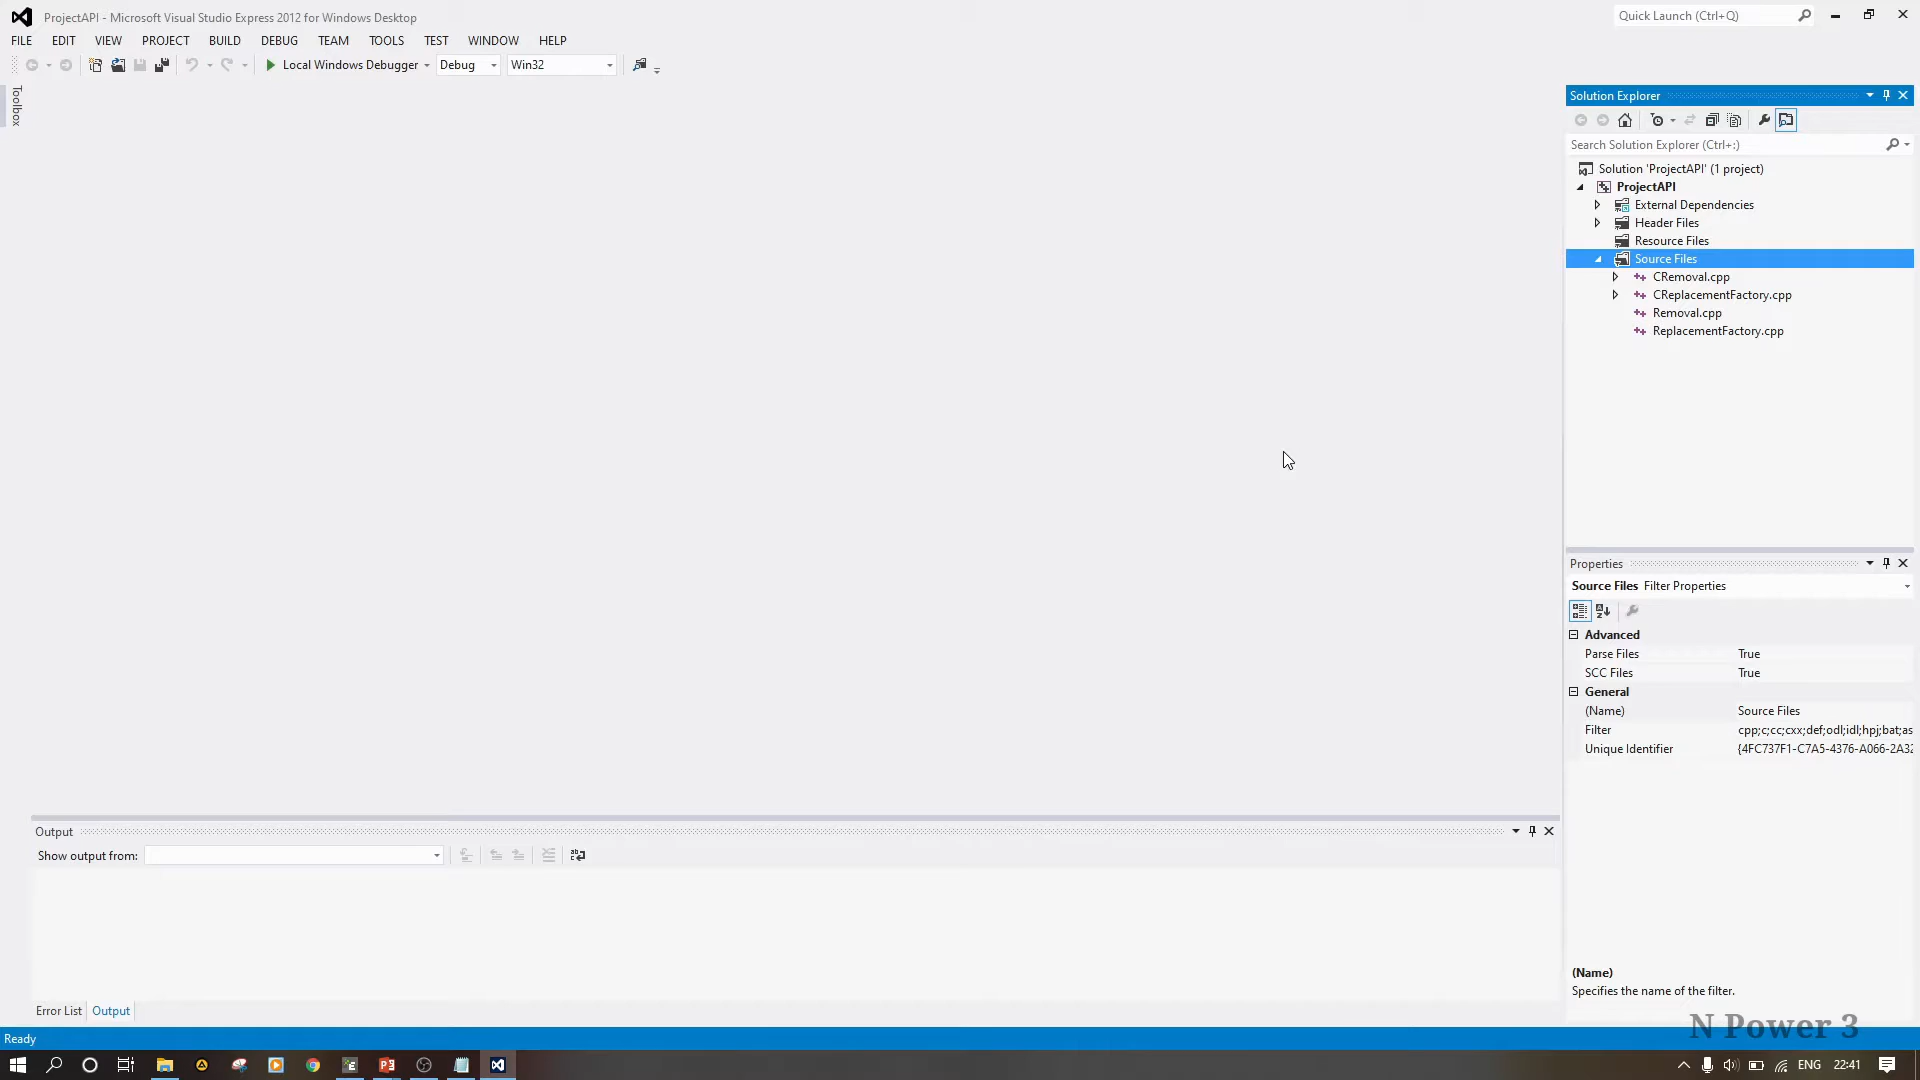 ProjectAPI - Microsoft Visual Studio Express 2012 for Windows Desktop
Quick Launch (Ctrl+Q)
FILE EDIT VIEW PROJECT BUILD DEBUG TEAM TOOLS TEST WINDOW HELP
Local Windows Debugger Debug Win32
Toolbox
Solution Explorer
Search Solution Explorer (Ctrl+;)
Solution 'ProjectAPI' (1 project)
ProjectAPI
External Dependencies
Header Files
Resource Files
Source Files
CRemoval.cpp
CReplacementFactory.cpp
Removal.cpp
ReplacementFactory.cpp
Properties
Source Files Filter Properties
Advanced
Parse Files True
SCC Files True
General
(Name) Source Files
Filter cpp;c;cc;cxx;def;odl;idl;hpj;bat;as
Unique Identifier {4FC737F1-C7A5-4376-A066-2A32
(Name)
Specifies the name of the filter.
Output
Show output from:
Error List Output
Ready
N Power 3
ENG 22:41